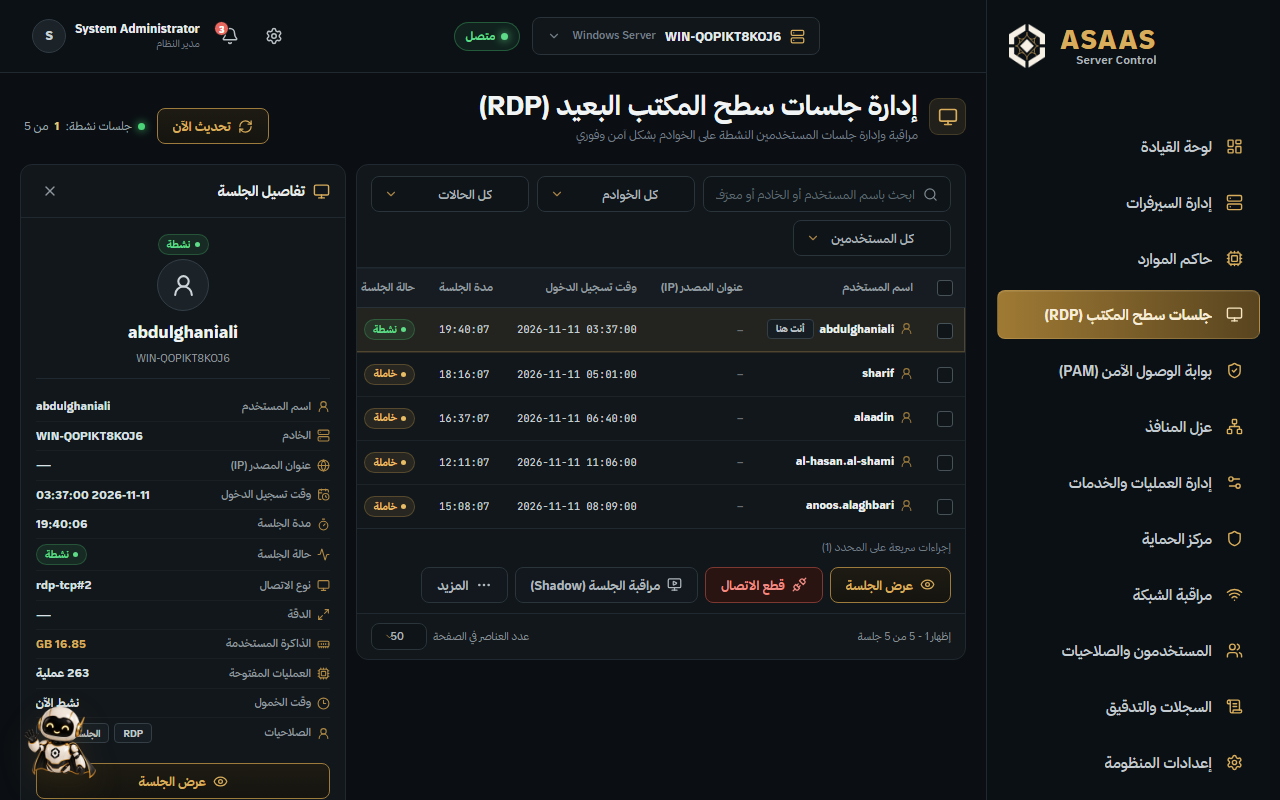 ASAAS
Server Control
لوحة القيادة
إدارة السيرفرات
حاكم الموارد
جلسات سطح المكتب (RDP)
بوابة الوصول الآمن (PAM)
عزل المنافذ
إدارة العمليات والخدمات
مركز الحماية
مراقبة الشبكة
المستخدمون والصلاحيات
السجلات والتدقيق
إعدادات المنظومة
WIN-QOPIKT8KOJ6 Windows Server
متصل
3
System Administrator
مدير النظام
S
إدارة جلسات سطح المكتب البعيد (RDP)
مراقبة وإدارة جلسات المستخدمين النشطة على الخوادم بشكل آمن وفوري
تحديث الآن
جلسات نشطة: 1 من 5
ابحث باسم المستخدم أو الخادم أو معرّف
كل الخوادم
كل الحالات
كل المستخدمين
اسم المستخدم عنوان المصدر (IP) وقت تسجيل الدخول مدة الجلسة حالة الجلسة
abdulghaniali أنت هنا – 2026-11-11 03:37:00 19:40:07 نشطة
sharif – 2026-11-11 05:01:00 18:16:07 خاملة
alaadin – 2026-11-11 06:40:00 16:37:07 خاملة
al-hasan.al-shami – 2026-11-11 11:06:00 12:11:07 خاملة
anoos.alaghbari – 2026-11-11 08:09:00 15:08:07 خاملة
إجراءات سريعة على المحدد (1)
عرض الجلسة
قطع الاتصال
مراقبة الجلسة (Shadow)
المزيد
إظهار 1 - 5 من 5 جلسة
عدد العناصر في الصفحة
50
تفاصيل الجلسة
نشطة
abdulghaniali
WIN-QOPIKT8KOJ6
اسم المستخدم abdulghaniali
الخادم WIN-QOPIKT8KOJ6
عنوان المصدر (IP) —
وقت تسجيل الدخول 03:37:00 2026-11-11
مدة الجلسة 19:40:06
حالة الجلسة نشطة
نوع الاتصال rdp-tcp#2
الدقة —
الذاكرة المستخدمة GB 16.85
العمليات المفتوحة 263 عملية
وقت الخمول نشط الآن
الصلاحيات RDP
عرض الجلسة